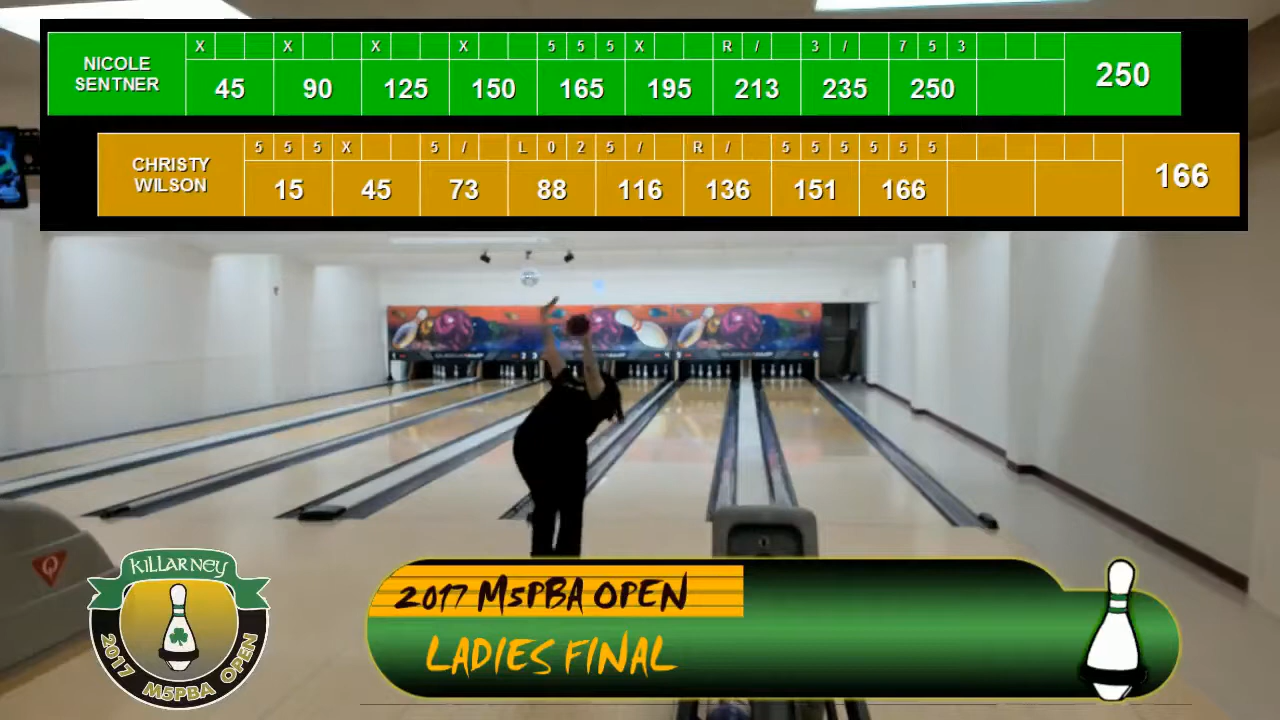 X X X X 5 5 5 X R / 3 / 7 5 3
NICOLE
SENTNER
45 90 125 150 165 195 213 235 250
250
5 5 5 X 5 / L 0 2 5 / R / 5 5 5 5 5 5
CHRISTY
WILSON
15 45 73 88 116 136 151 166
166
KILLARNEY
2017 M5PBA OPEN
2017 M5PBA OPEN
LADIES FINAL
Q